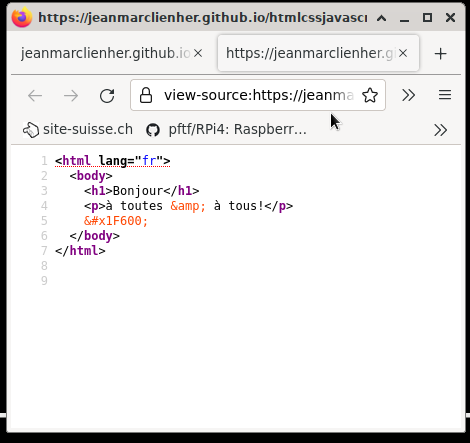 https://jeanmarclienher.github.io/htmlcssjavascr
jeanmarclienher.github.io
https://jeanmarclienher.g
view-source:https://jeanma
site-suisse.ch
pftf/RPi4: Raspberr...
1 <html lang="fr">
2 <body>
3 <h1>Bonjour</h1>
4 <p>à toutes &amp; à tous!</p>
5 &#x1F600;
6 </body>
7 </html>
8
9